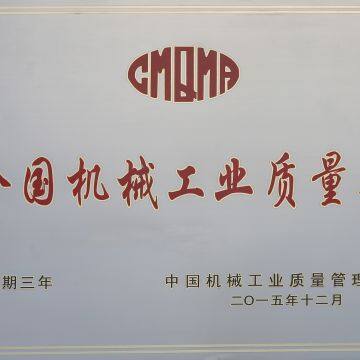 CMQMA
全国机械工业质量
期三年
中国机械工业质量管理
二〇一五年十二月